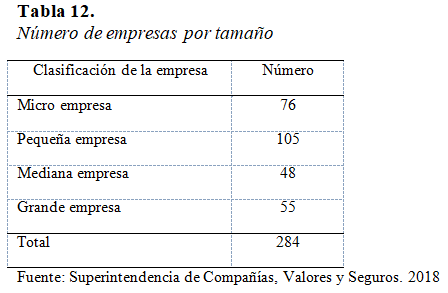 Tabla 12.
Número de empresas por tamaño
Clasificación de la empresa Número
Micro empresa 76
Pequeña empresa 105
Mediana empresa 48
Grande empresa 55
Total 284
Fuente: Superintendencia de Compañías, Valores y Seguros. 2018